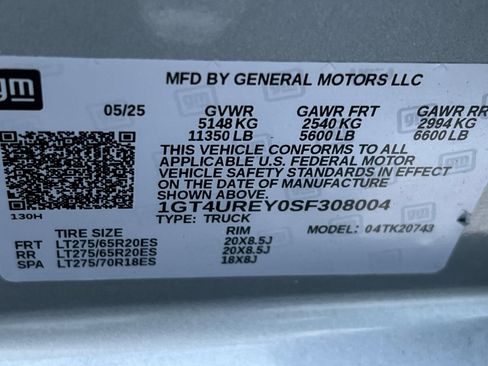 gm
MFD BY GENERAL MOTORS LLC
05/25 GVWR GAWR FRT GAWR RR
5148 KG 2540 KG 2994 KG
11350 LB 5600 LB 6600 LB
THIS VEHICLE CONFORMS TO ALL
APPLICABLE U.S. FEDERAL MOTOR
VEHICLE SAFETY STANDARDS IN EFFECT
ON THE DATE OF MANUFACTURE
SHOWN ABOVE.
1GT4UREY0SF308004
130H TYPE: TRUCK MODEL: 04TK20743
TIRE SIZE RIM
FRT LT275/65R20ES 20X8.5J
RR LT275/65R20ES 20X8.5J
SPA LT275/70R18ES 18X8J